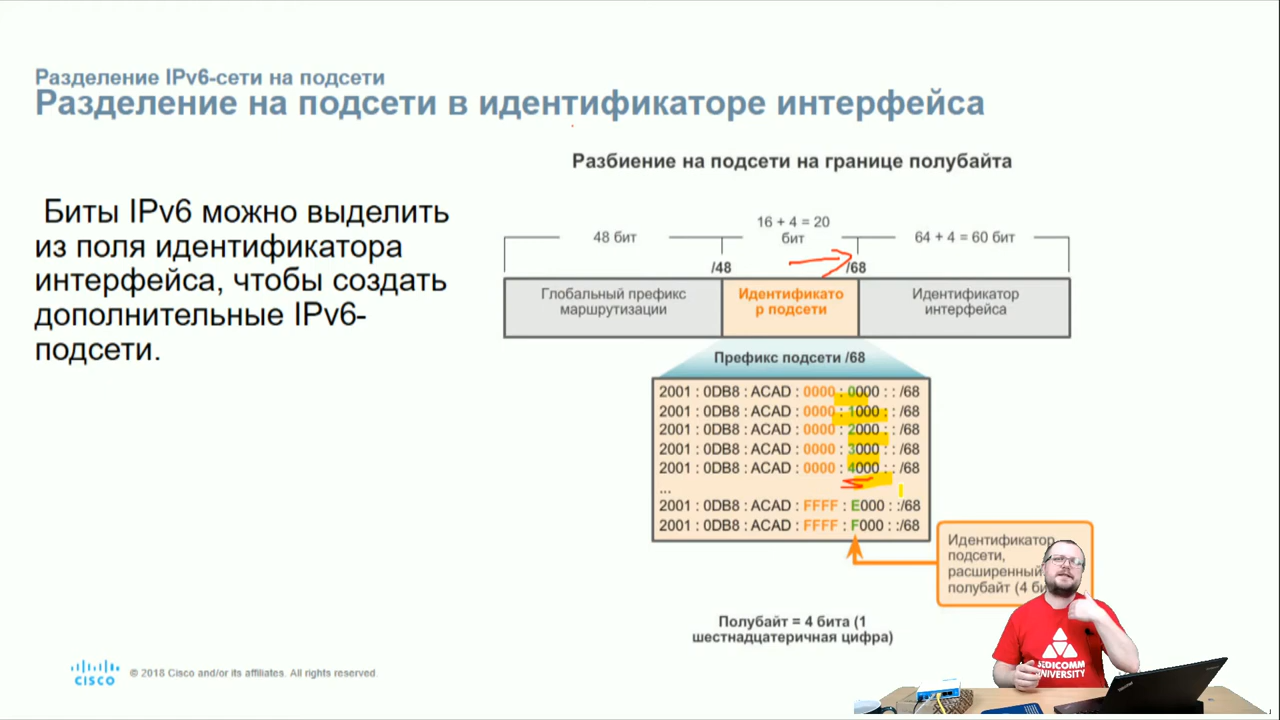 Разделение IPv6-сети на подсети
Разделение на подсети в идентификаторе интерфейса
Биты IPv6 можно выделить
из поля идентификатора
интерфейса, чтобы создать
дополнительные IPv6-
подсети.
Разбиение на подсети на границе полубайта
48 бит
16 + 4 = 20
бит
64 + 4 = 60 бит
/48
/68
Глобальный префикс
маршрутизации
Идентификато
р подсети
Идентификатор
интерфейса
Префикс подсети /68
2001 : 0DB8 : ACAD : 0000 : 0000 : : /68
2001 : 0DB8 : ACAD : 0000 : 1000 : : /68
2001 : 0DB8 : ACAD : 0000 : 2000 : : /68
2001 : 0DB8 : ACAD : 0000 : 3000 : : /68
2001 : 0DB8 : ACAD : 0000 : 4000 : : /68
...
2001 : 0DB8 : ACAD : FFFF : E000 : : /68
2001 : 0DB8 : ACAD : FFFF : F000 : : /68
Идентификатор
подсети,
расширенный
полубайт (4
Полубайт = 4 бита (1
шестнадцатеричная цифра)
CISCO
© 2018 Cisco and/or its affiliates. All rights reserved.
SEDICOMM
UNIVERSITY